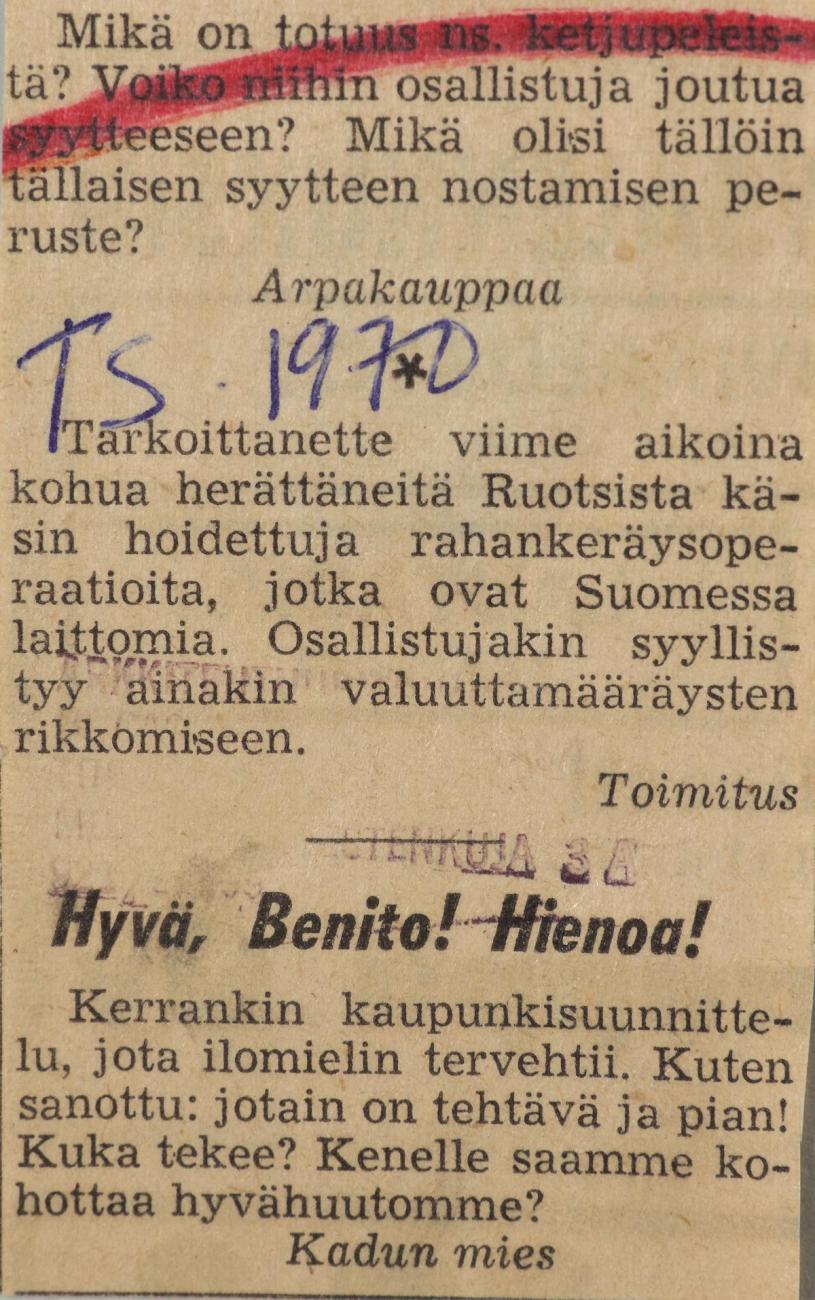 Mikä on totuus ns. ketjupeleis-
tä? Voiko niihin osallistuja joutua
syytteeseen? Mikä olisi tällöin
tällaisen syytteen nostamisen pe-
ruste?
Arpakauppaa
TS. 1970
*
Tarkoittanette viime aikoina
kohua herättäneitä Ruotsista kä-
sin hoidettuja rahankeräysope-
raatioita, jotka ovat Suomessa
laittomia. Osallistujakin syyllis-
tyy ainakin valuuttamääräysten
rikkomiseen.
Toimitus
3 A
Hyvä, Benito! Hienoa!
Kerrankin kaupunkisuunnitte-
lu, jota ilomielin tervehtii. Kuten
sanottu: jotain on tehtävä ja pian!
Kuka tekee? Kenelle saamme ko-
hottaa hyvähuutomme?
Kadun mies